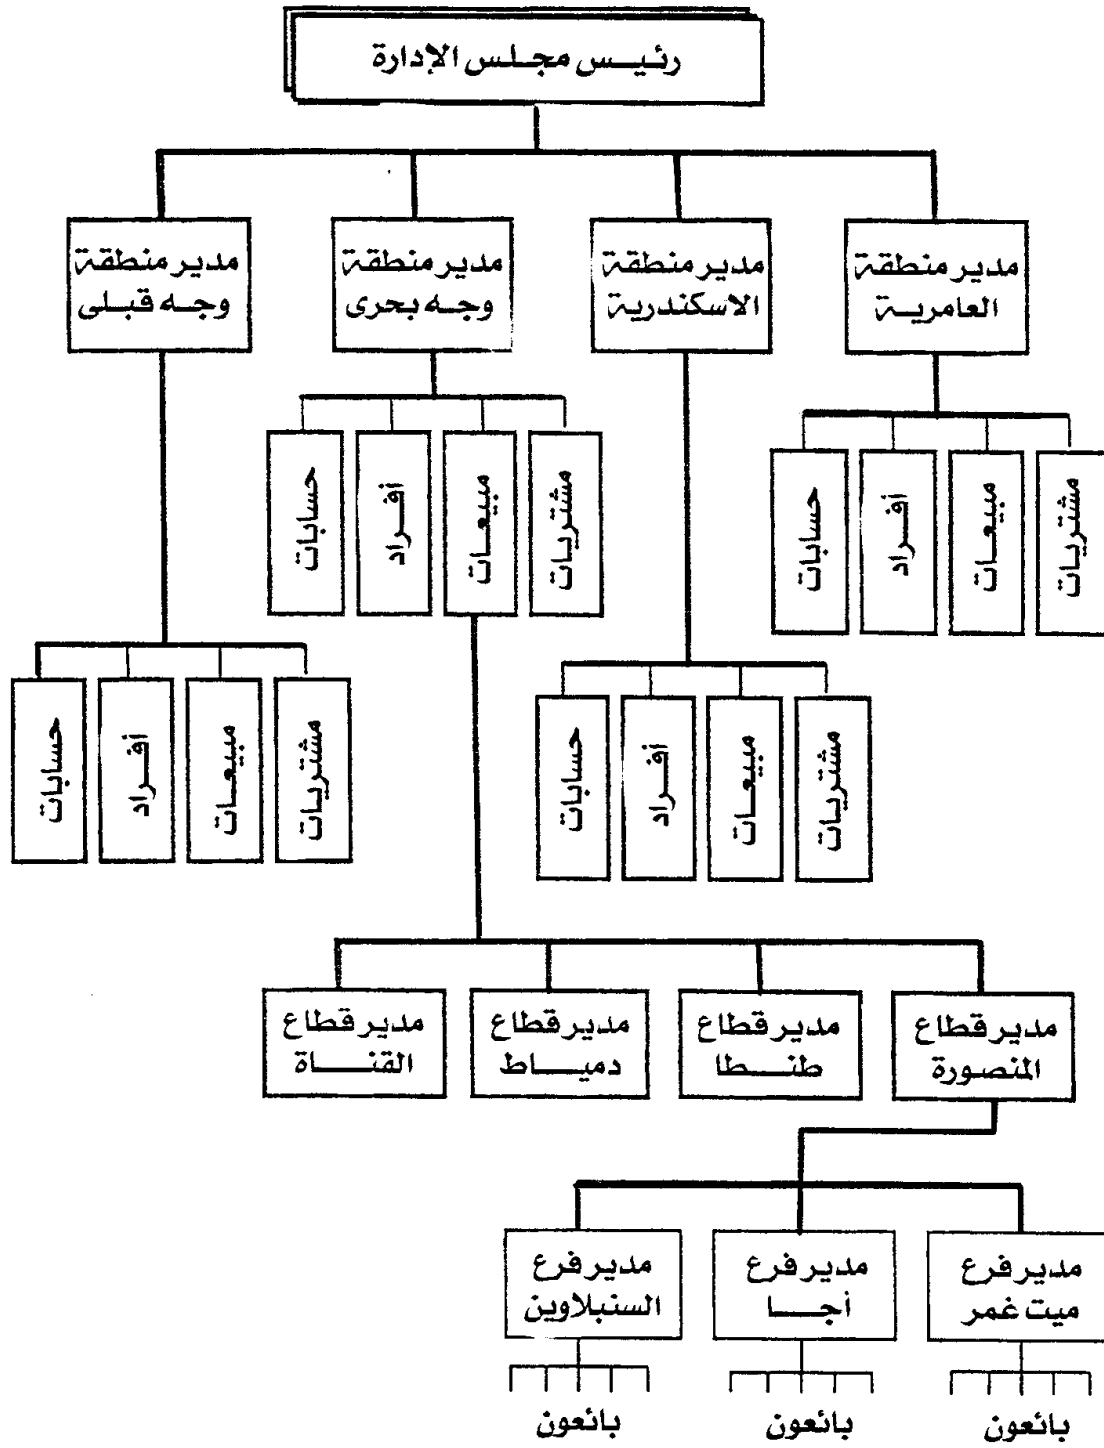 رئيس مجلس الإدارة
مدير منطقة
العامرية
مدير منطقة
الاسكندرية
مدير منطقة
وجه بحرى
مدير منطقة
وجه قبلى
مشتريات
مبيعات
أفراد
حسابات
مشتريات
مبيعات
أفراد
حسابات
مشتريات
مبيعات
أفراد
حسابات
مشتريات
مبيعات
أفراد
حسابات
مدير قطاع
المنصورة
مدير قطاع
طنطا
مدير قطاع
دمياط
مدير قطاع
القناة
مدير فرع
ميت غمر
مدير فرع
أجا
مدير فرع
السنبلاوين
بائعون
بائعون
بائعون